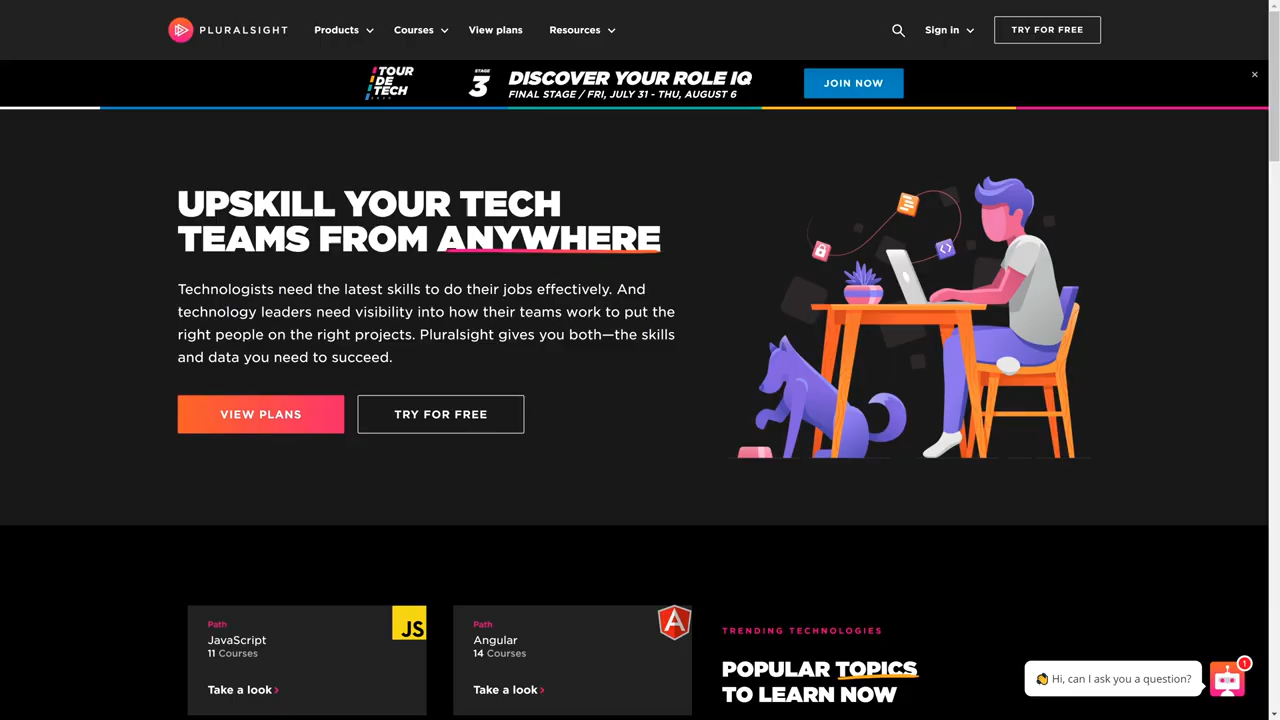 PLURALSIGHT
Products
Courses
View plans
Resources
Sign in
TRY FOR FREE
TOUR
DE
TECH
STAGE
3
DISCOVER YOUR ROLE IQ
FINAL STAGE / FRI, JULY 31 - THU, AUGUST 6
JOIN NOW
UPSKILL YOUR TECH
TEAMS FROM ANYWHERE
Technologists need the latest skills to do their jobs effectively. And
technology leaders need visibility into how their teams work to put the
right people on the right projects. Pluralsight gives you both—the skills
and data you need to succeed.
VIEW PLANS
TRY FOR FREE
Path
JavaScript
11 Courses
Take a look
JS
Path
Angular
14 Courses
Take a look
A
TRENDING TECHNOLOGIES
POPULAR TOPICS
TO LEARN NOW
Hi, can I ask you a question?
1